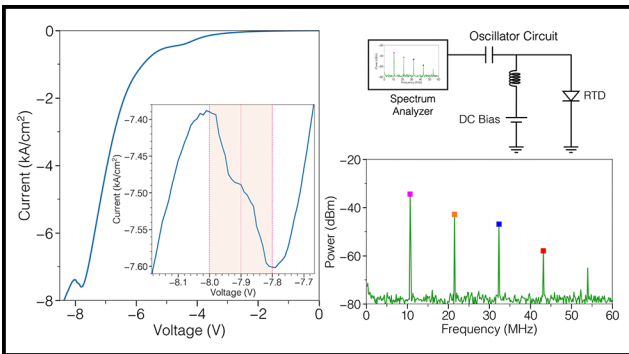 0
−2
−4
−6
−8
Current (kA/cm²)
−8
−6
−4
−2
0
Voltage (V)
−7.40
−7.45
−7.50
−7.55
−7.60
Current (kA/cm²)
−8.1
−8.0
−7.9
−7.8
−7.7
Voltage (V)
Oscillator Circuit
Spectrum
Analyzer
DC Bias
RTD
−20
−40
−60
−80
Power (dBm)
0
10
20
30
40
50
60
Frequency (MHz)